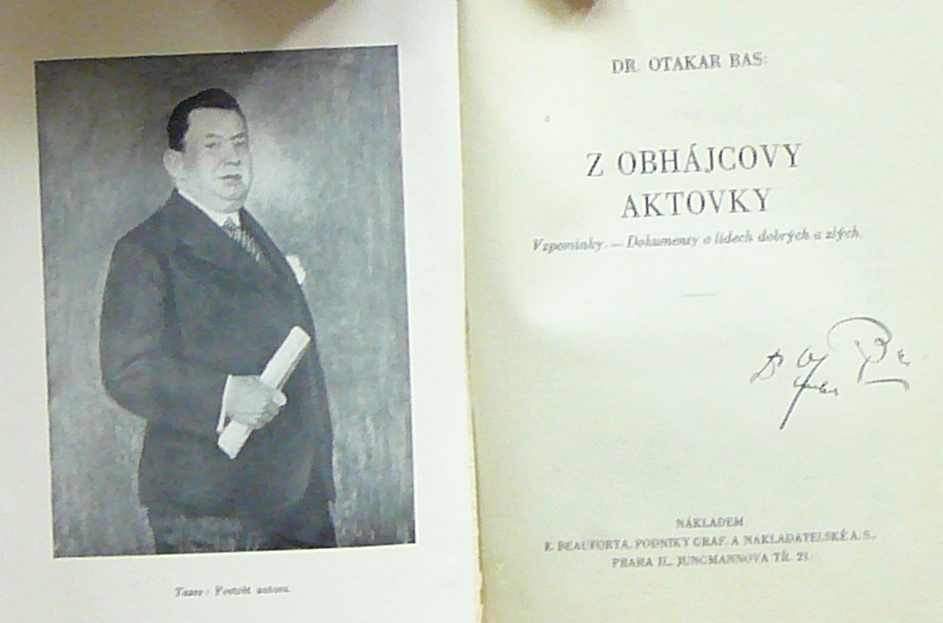 Portrét autora.
DR. OTAKAR BAS:
Z OBHÁJCOVY
AKTOVKY
Vzpomínky. — Dokumenty o lidech dobrých a zlých.
Dr
NÁKLADEM
E. BEAUFORTA, PODNIKY GRAF. A NAKLADATELSKÉ A. S.,
PRAHA II., JUNGMANNOVA TŘ. 21.